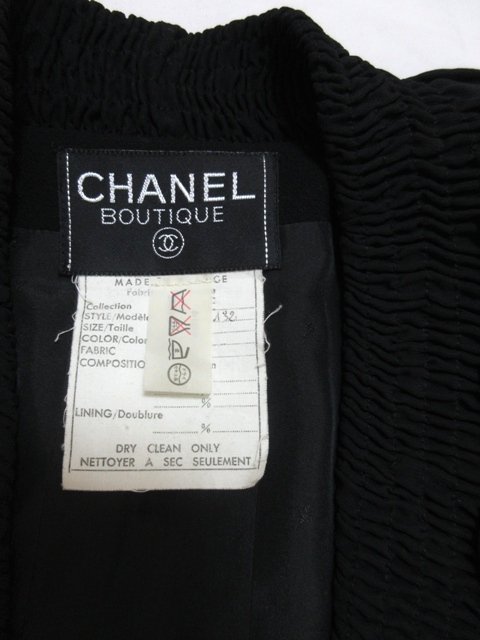 CHANEL
BOUTIQUE
MADE
Collection
STYLE/Modèle
SIZE/Taille
COLOR/Color
FABRIC
COMPOSITION
%
LINING/Doublure
%
DRY CLEAN ONLY
NETTOYER A SEC SEULEMENT